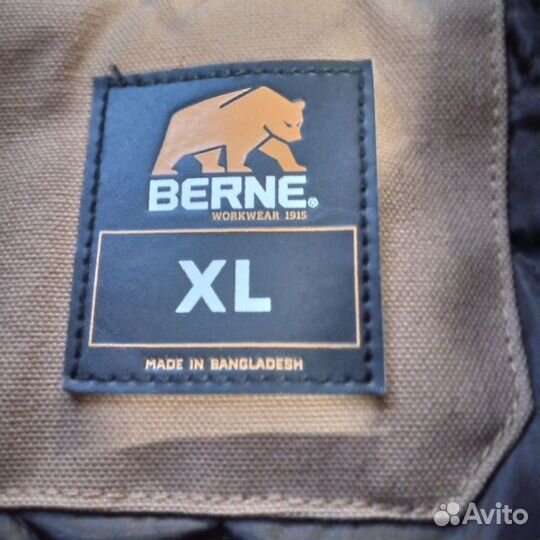 BERNE®
WORKWEAR 1915
XL
MADE IN BANGLADESH
Avito